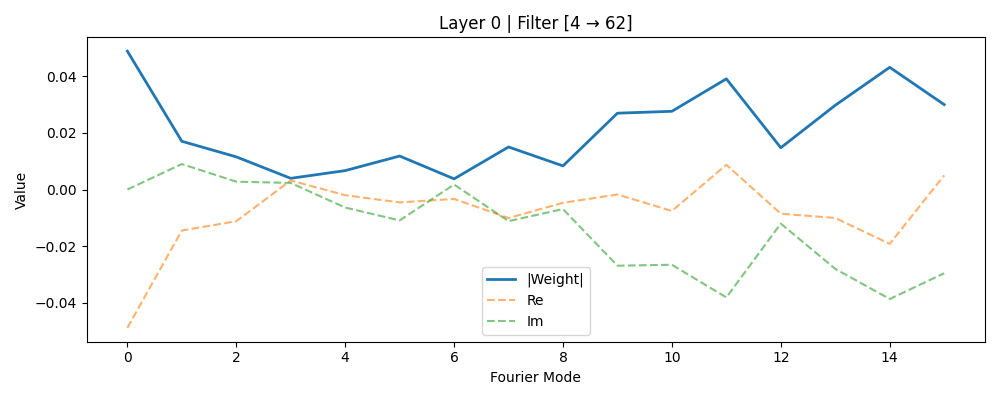 Layer 0 | Filter [4 → 62]
Value
0.04
0.02
0.00
−0.02
−0.04
|Weight|
Re
Im
0 2 4 6 8 10 12 14
Fourier Mode